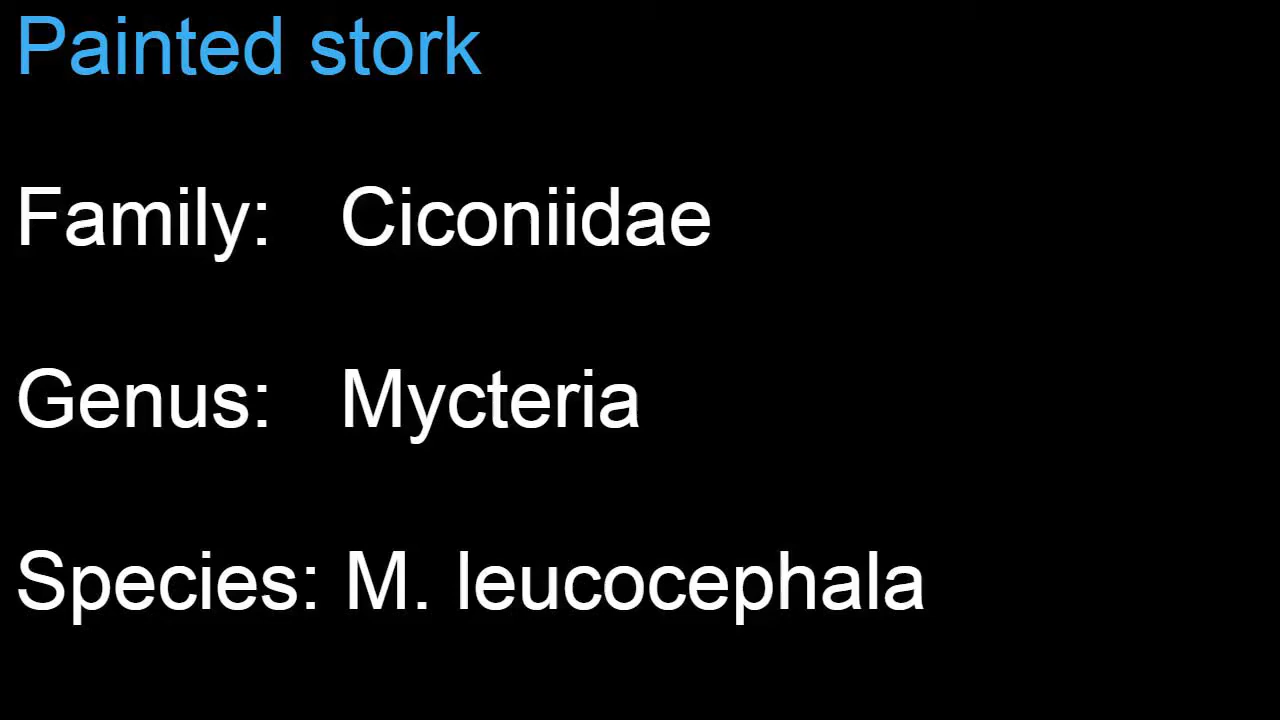 Painted stork
Family: Ciconiidae
Genus: Mycteria
Species: M. leucocephala